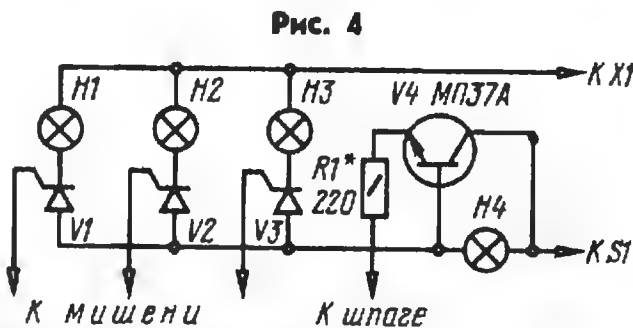 Рис. 4
К X1
H1
H2
H3
V4 МП37А
R1*
220
H4
V1
V2
V3
К S1
К мишени
К шпаге